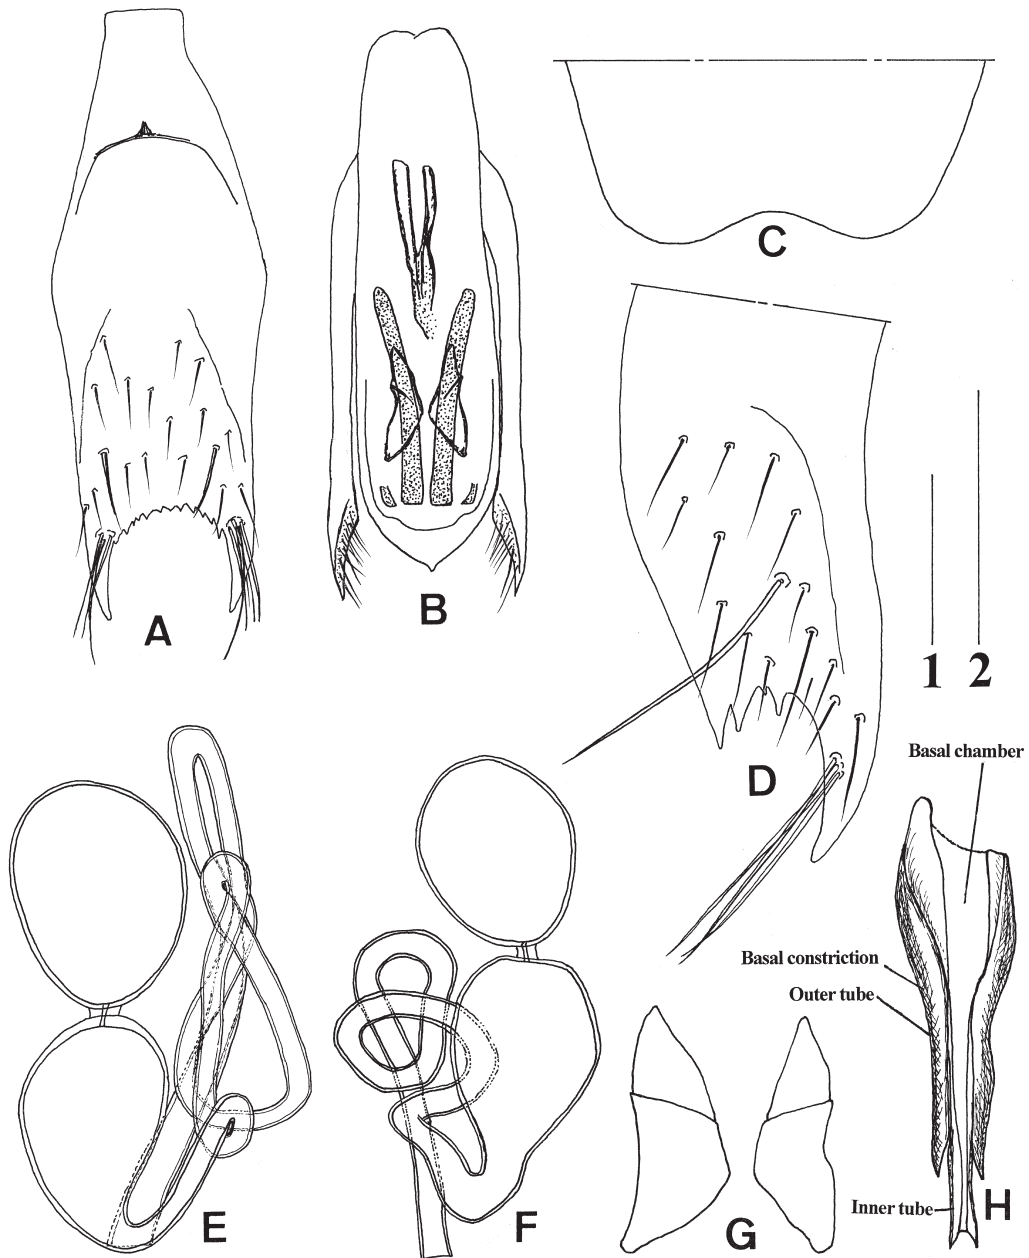 A
B
C
D
1 2
Basal chamber
Basal constriction
Outer tube
Inner tube
E
F
G
H